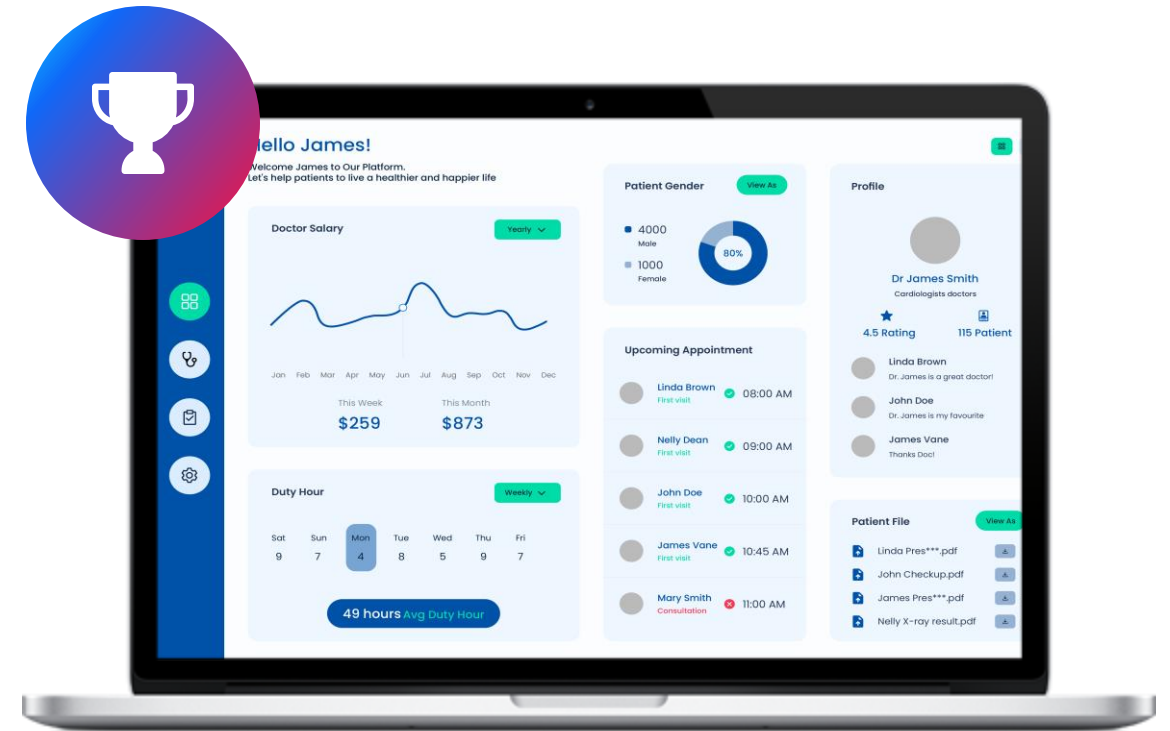 ello James!
Welcome James to Our Platform.
Let's help patients to live a healthier and happier life
Doctor Salary
Yearly
Jan Feb Mar Apr May Jun Jul Aug Sep Oct Nov Dec
This Week This Month
$259 $873
Duty Hour
Weekly
Sat Sun Mon Tue Wed Thu Fri
9 7 4 8 5 9 7
49 hours Avg Duty Hour
Patient Gender
View As
4000
Male
1000
Female
80%
Upcoming Appointment
Linda Brown
First visit
08:00 AM
Nelly Dean
First visit
09:00 AM
John Doe
First visit
10:00 AM
James Vane
First visit
10:45 AM
Mary Smith
Consultation
11:00 AM
Profile
Dr James Smith
Cardiologists doctors
4.5 Rating 115 Patient
Linda Brown
Dr. James is a great doctor!
John Doe
Dr. James is my favourite
James Vane
Thanks Doc!
Patient File
View As
Linda Pres***.pdf
John Checkup.pdf
James Pres***.pdf
Nelly X-ray result.pdf